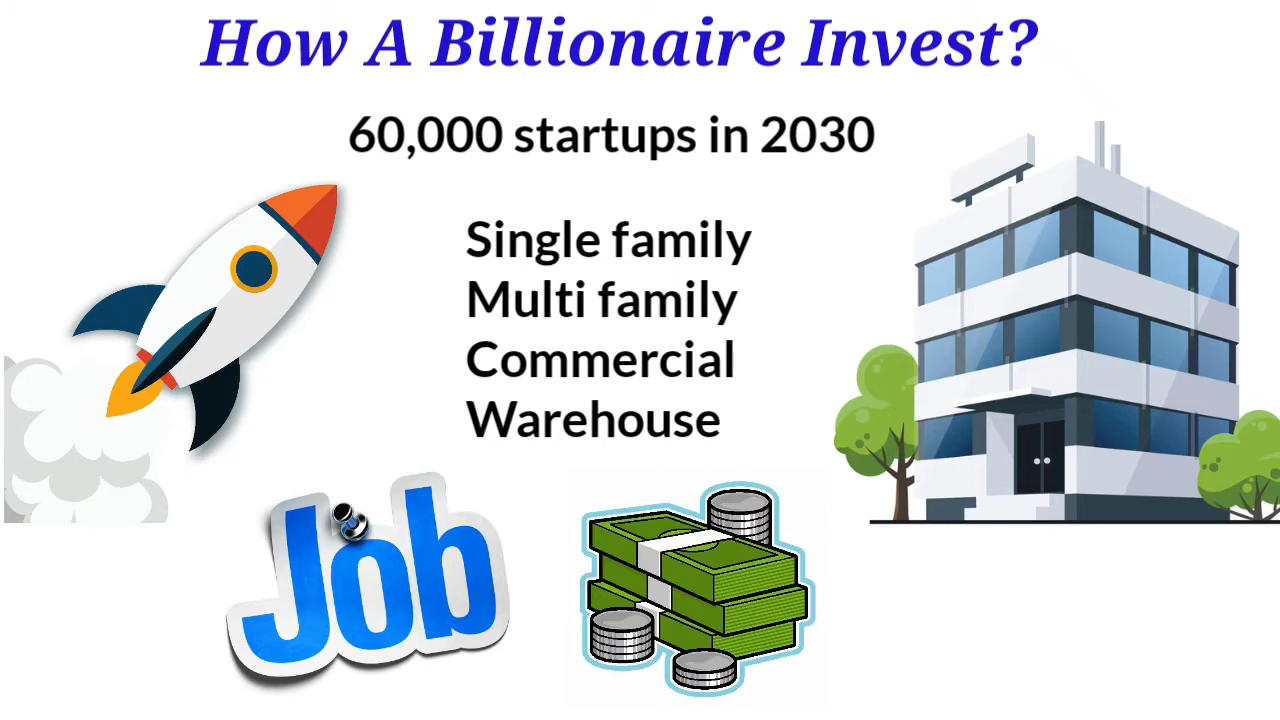 How A Billionaire Invest?
60,000 startups in 2030
Single family
Multi family
Commercial
Warehouse
Job